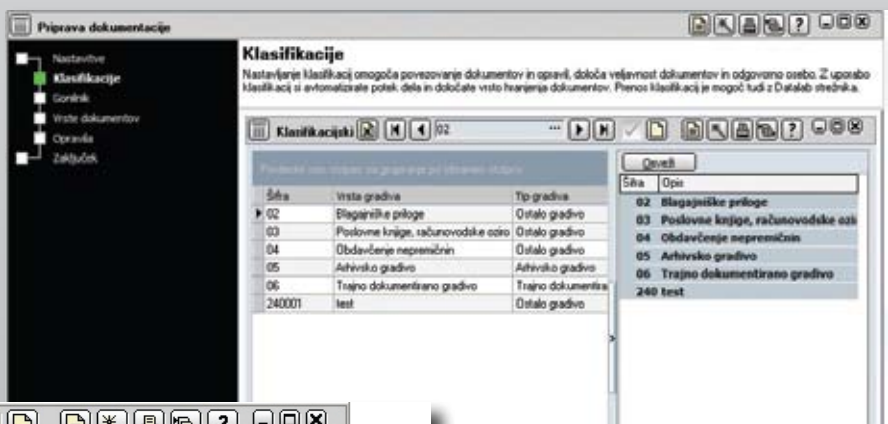 Priprava dokumentacije
Nastavitve
Klasifikacije
Gonilnik
Vrste dokumentov
Opravila
Zaključek
Klasifikacije
Nastavljanje klasifikacij omogoča povezovanje dokumentov in opravil, določa veljavnost dokumentov in odgovorno osebo. Z uporabo
klasifikacij si avtomatizirate potek dela in določate vrsto hranjenja dokumentov. Prenos klasifikacij je mogoč tudi z Datalab strežnika.
Klasifikacijski
02
Osveži
Šifra Vrsta gradiva Tip gradiva
02 Blagajniške priloge Ostalo gradivo
03 Poslovne knjige, računovodske oziro Ostalo gradivo
04 Obdavčenje nepremičnin Ostalo gradivo
05 Arhivsko gradivo Arhivsko gradivo
06 Trajno dokumentirano gradivo Trajno dokumentira
240001 test Ostalo gradivo
Šifra Opis
02 Blagajniške priloge
03 Poslovne knjige, računovodske ozir
04 Obdavčenje nepremičnin
05 Arhivsko gradivo
06 Trajno dokumentirano gradivo
240 test